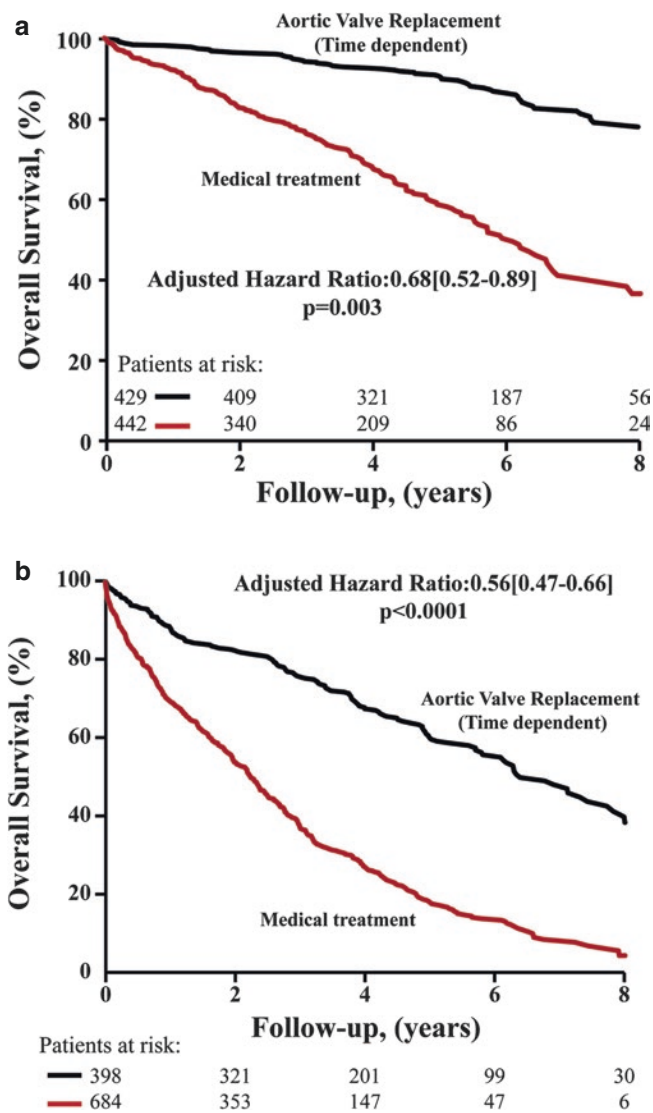 a
Aortic Valve Replacement
(Time dependent)
100
80
60
40
20
0
Overall Survival, (%)
Medical treatment
Adjusted Hazard Ratio:0.68[0.52-0.89]
p=0.003
Patients at risk:
429 409 321 187 56
442 340 209 86 24
0 2 4 6 8
Follow-up, (years)
b
100
80
60
40
20
0
Overall Survival, (%)
Adjusted Hazard Ratio:0.56[0.47-0.66]
p<0.0001
Aortic Valve Replacement
(Time dependent)
Medical treatment
0 2 4 6 8
Follow-up, (years)
Patients at risk:
398 321 201 99 30
684 353 147 47 6